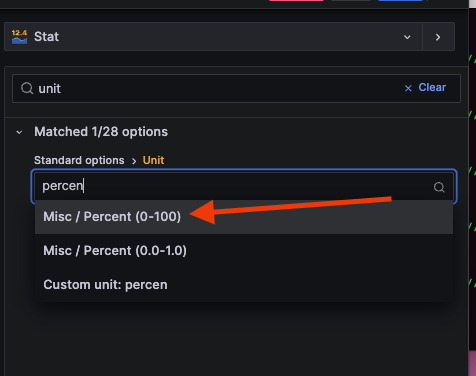 12.4 Stat
unit
Clear
Matched 1/28 options
Standard options > Unit
percen
Misc / Percent (0-100)
Misc / Percent (0.0-1.0)
Custom unit: percen